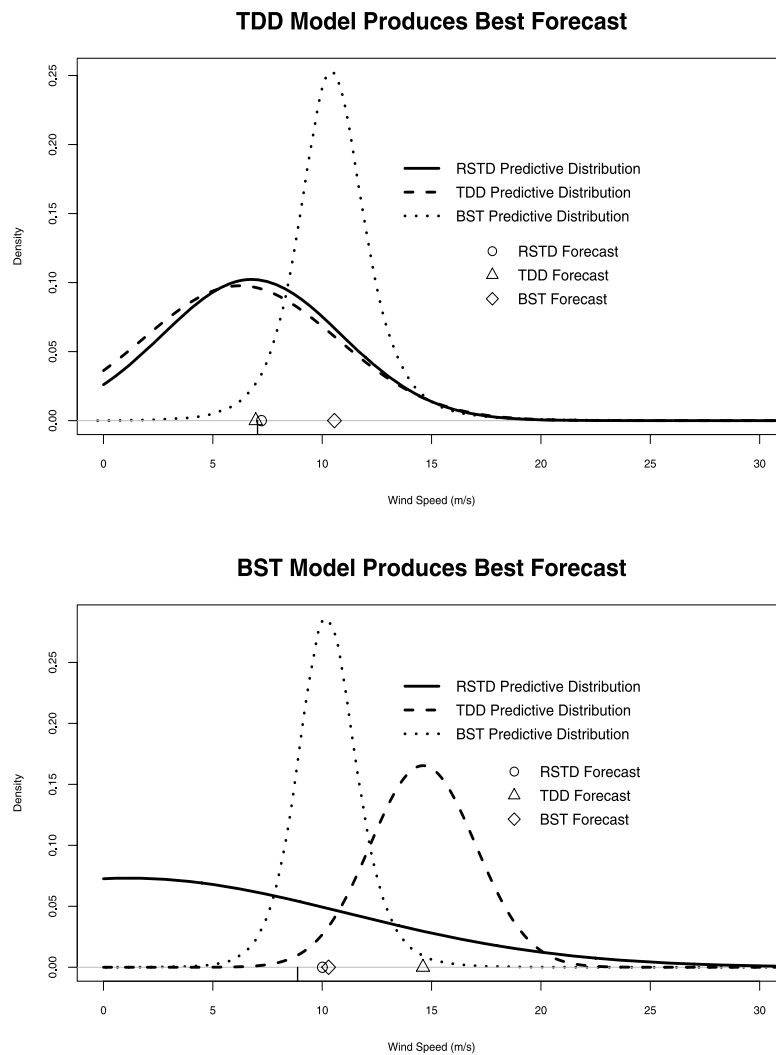 TDD Model Produces Best Forecast
0.25
0.20
0.15
0.10
0.05
0.00
Density
RSTD Predictive Distribution
TDD Predictive Distribution
BST Predictive Distribution
RSTD Forecast
TDD Forecast
BST Forecast
0 5 10 15 20 25 30
Wind Speed (m/s)
BST Model Produces Best Forecast
0.25
0.20
0.15
0.10
0.05
0.00
Density
RSTD Predictive Distribution
TDD Predictive Distribution
BST Predictive Distribution
RSTD Forecast
TDD Forecast
BST Forecast
0 5 10 15 20 25 30
Wind Speed (m/s)